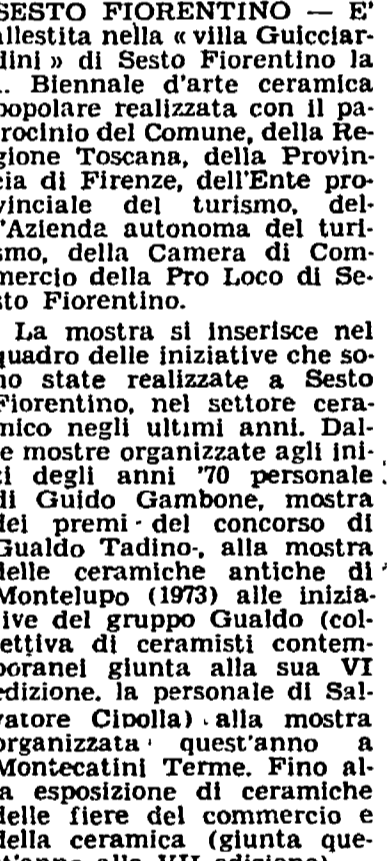 SESTO FIORENTINO — E'
allestita nella « villa Guicciar-
dini » di Sesto Fiorentino la
.. Biennale d'arte ceramica
popolare realizzata con il pa-
trocinio del Comune, della Re-
gione Toscana, della Provin-
cia di Firenze, dell'Ente pro-
vinciale del turismo, del-
l'Azienda autonoma del turi-
smo, della Camera di Com-
mercio della Pro Loco di Se-
sto Fiorentino.
La mostra si inserisce nel
quadro delle iniziative che so-
no state realizzate a Sesto
Fiorentino, nel settore cera-
mico negli ultimi anni. Dal-
le mostre organizzate agli ini-
zi degli anni '70 personale
di Guido Gambone, mostra
dei premi del concorso di
Gualdo Tadino-, alla mostra
delle ceramiche antiche di
Montelupo (1973) alle inizia-
tive del gruppo Gualdo (col-
lettiva di ceramisti contem-
poranei giunta alla sua VI
edizione, la personale di Sal-
vatore Cipolla) alla mostra
organizzata quest'anno a
Montecatini Terme. Fino al-
la esposizione di ceramiche
delle fiere del commercio e
della ceramica (giunta que-
st'anno alla VII edizione)